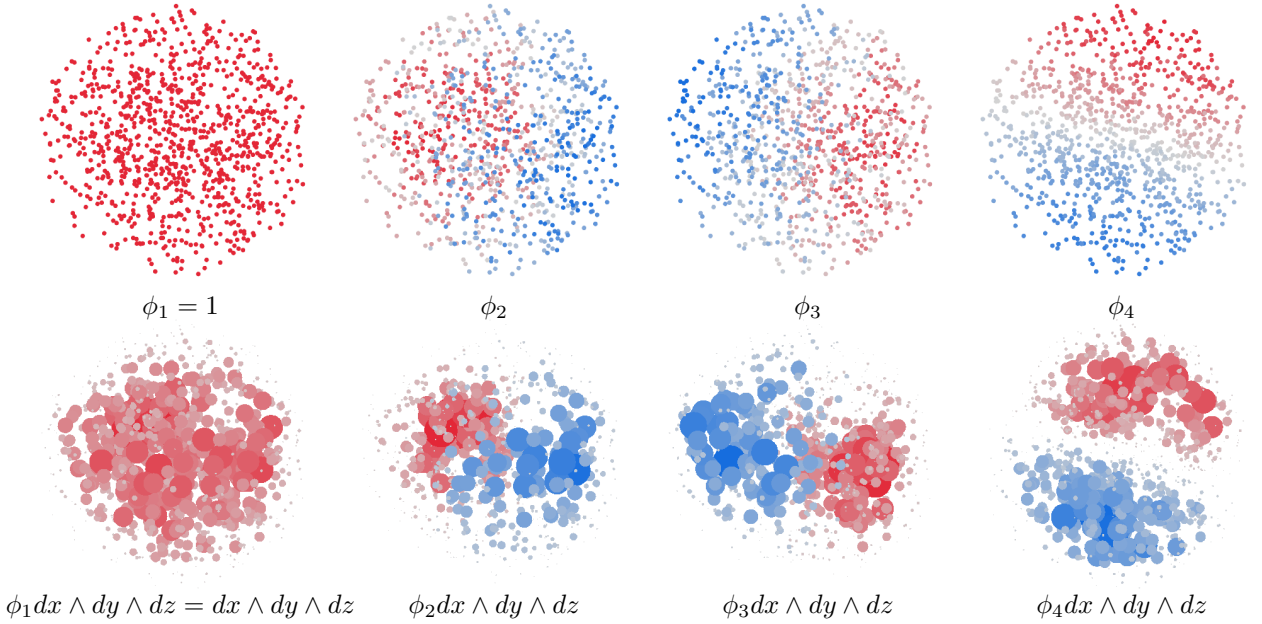 ϕ₁ = 1
ϕ₂
ϕ₃
ϕ₄
ϕ₁dx ∧ dy ∧ dz = dx ∧ dy ∧ dz
ϕ₂dx ∧ dy ∧ dz
ϕ₃dx ∧ dy ∧ dz
ϕ₄dx ∧ dy ∧ dz